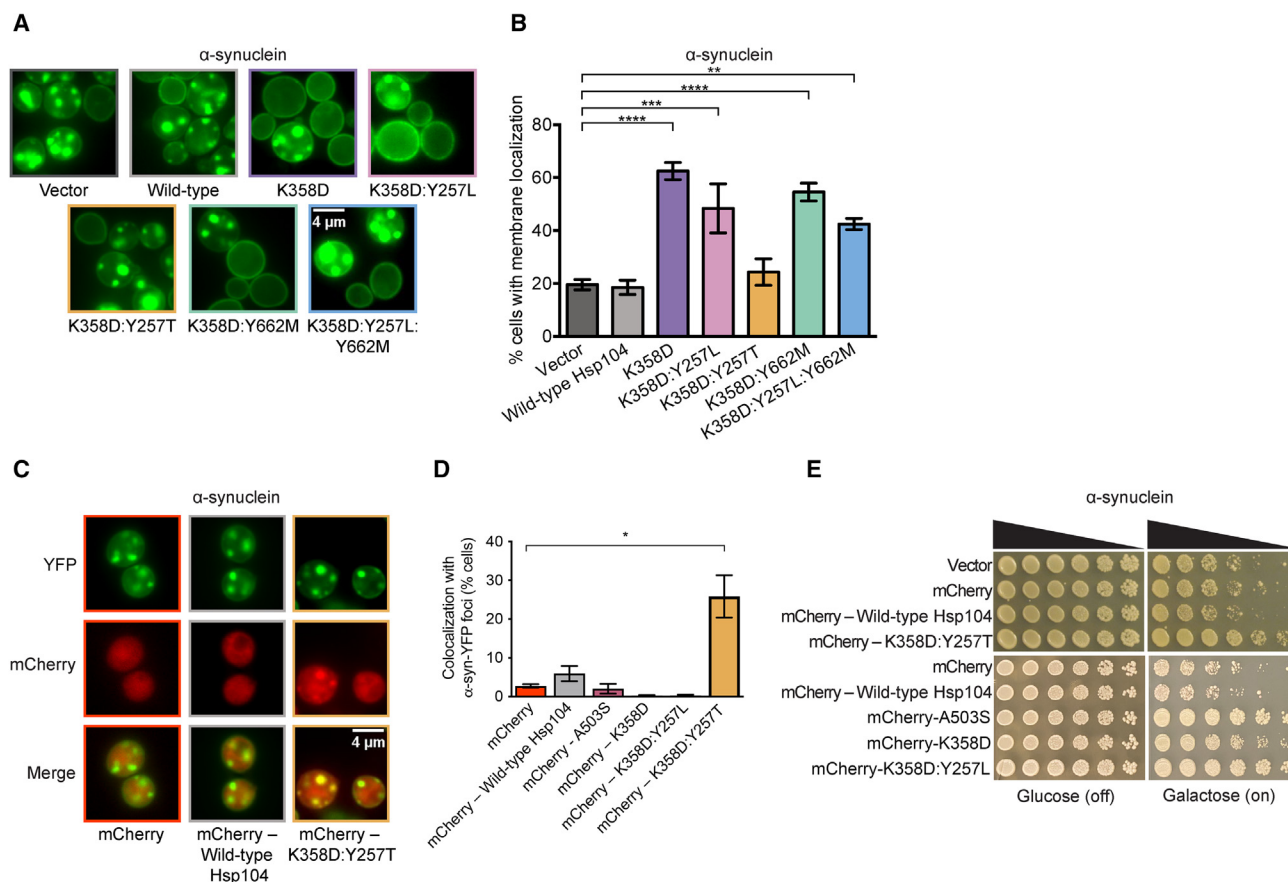 A
α-synuclein
Vector
Wild-type
K358D
K358D:Y257L
4 µm
K358D:Y257T
K358D:Y662M
K358D:Y257L:
Y662M
B
α-synuclein
**
****
***
****
% cells with membrane localization
80
60
40
20
0
Vector
Wild-type Hsp104
K358D
K358D:Y257L
K358D:Y257T
K358D:Y662M
K358D:Y257L:Y662M
C
α-synuclein
YFP
mCherry
Merge
4 µm
mCherry
mCherry –
Wild-type
Hsp104
mCherry –
K358D:Y257T
D
Colocalization with
α-syn-YFP foci (% cells)
40
30
20
10
0
*
mCherry
mCherry – Wild-type Hsp104
mCherry – A503S
mCherry – K358D
mCherry – K358D:Y257L
mCherry – K358D:Y257T
E
α-synuclein
Vector
mCherry
mCherry – Wild-type Hsp104
mCherry – K358D:Y257T
mCherry
mCherry – Wild-type Hsp104
mCherry-A503S
mCherry-K358D
mCherry-K358D:Y257L
Glucose (off)
Galactose (on)